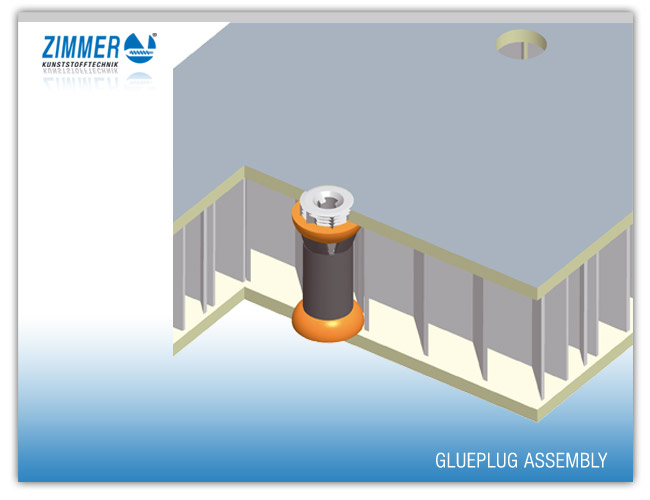 ZIMMER®
KUNSTSTOFFTECHNIK
GLUEPLUG ASSEMBLY